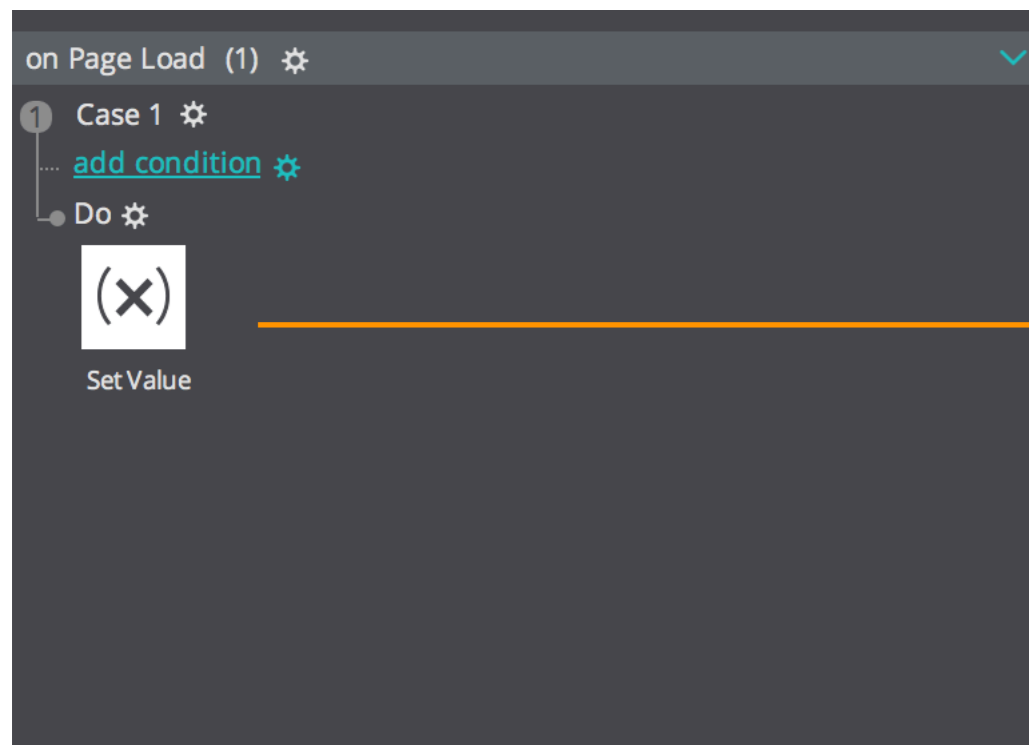 on Page Load (1)
1 Case 1
add condition
Do
(×)
Set Value